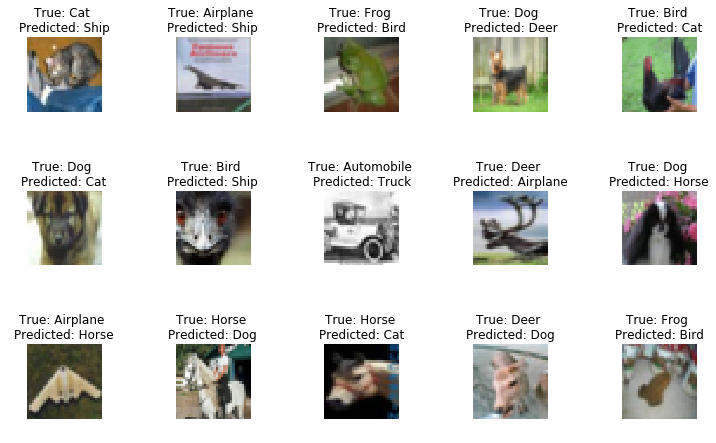 True: Cat
Predicted: Ship
True: Airplane
Predicted: Ship
True: Frog
Predicted: Bird
True: Dog
Predicted: Deer
True: Bird
Predicted: Cat
True: Dog
Predicted: Cat
True: Bird
Predicted: Ship
True: Automobile
Predicted: Truck
True: Deer
Predicted: Airplane
True: Dog
Predicted: Horse
True: Airplane
Predicted: Horse
True: Horse
Predicted: Dog
True: Horse
Predicted: Cat
True: Deer
Predicted: Dog
True: Frog
Predicted: Bird